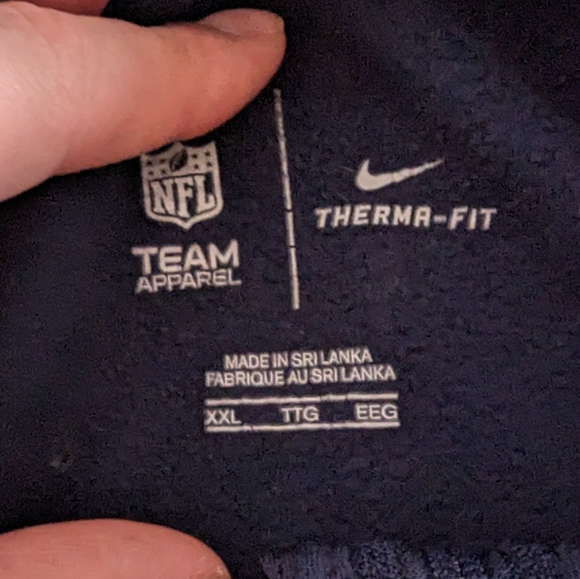 NFL
TEAM
APPAREL
THERMA-FIT
MADE IN SRI LANKA
FABRIQUE AU SRI LANKA
XXL TTG EEG